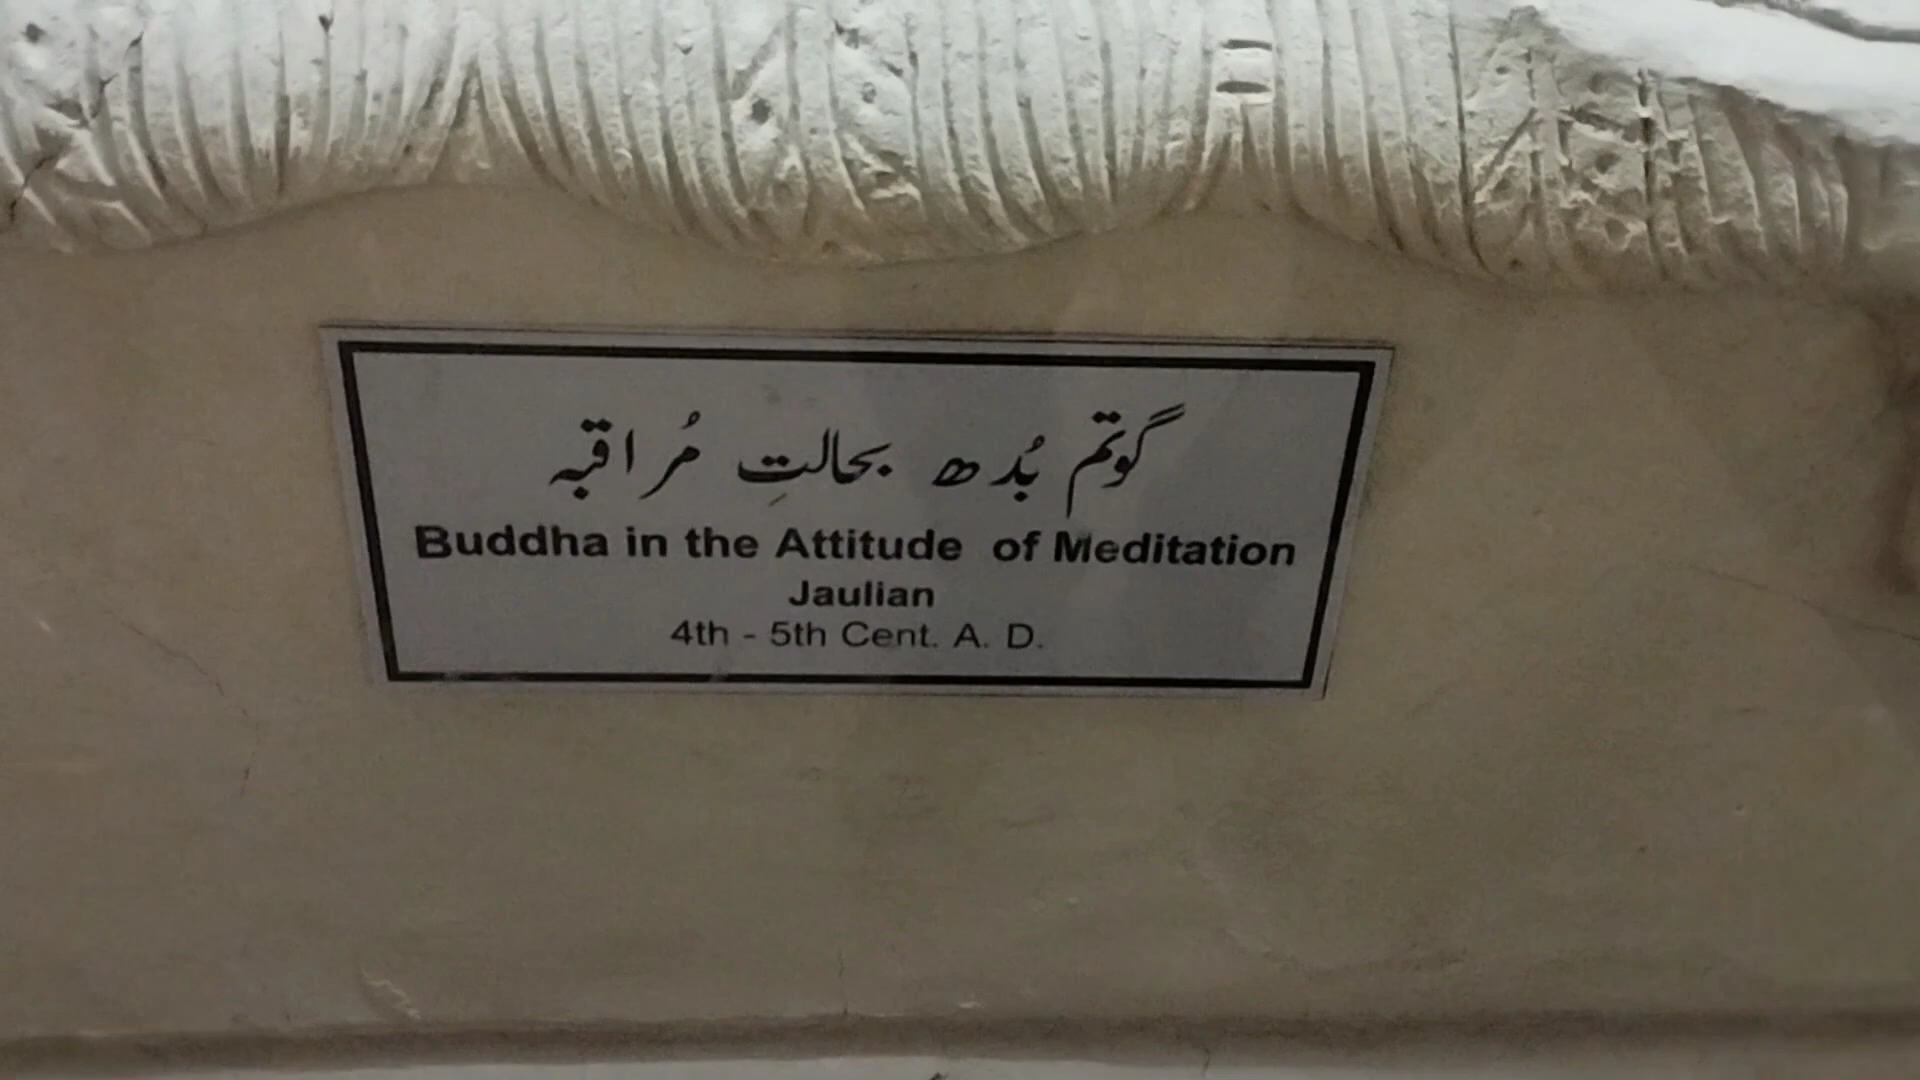 گوتم بُدھ بحالتِ مُراقبہ
Buddha in the Attitude of Meditation
Jaulian
4th - 5th Cent. A. D.